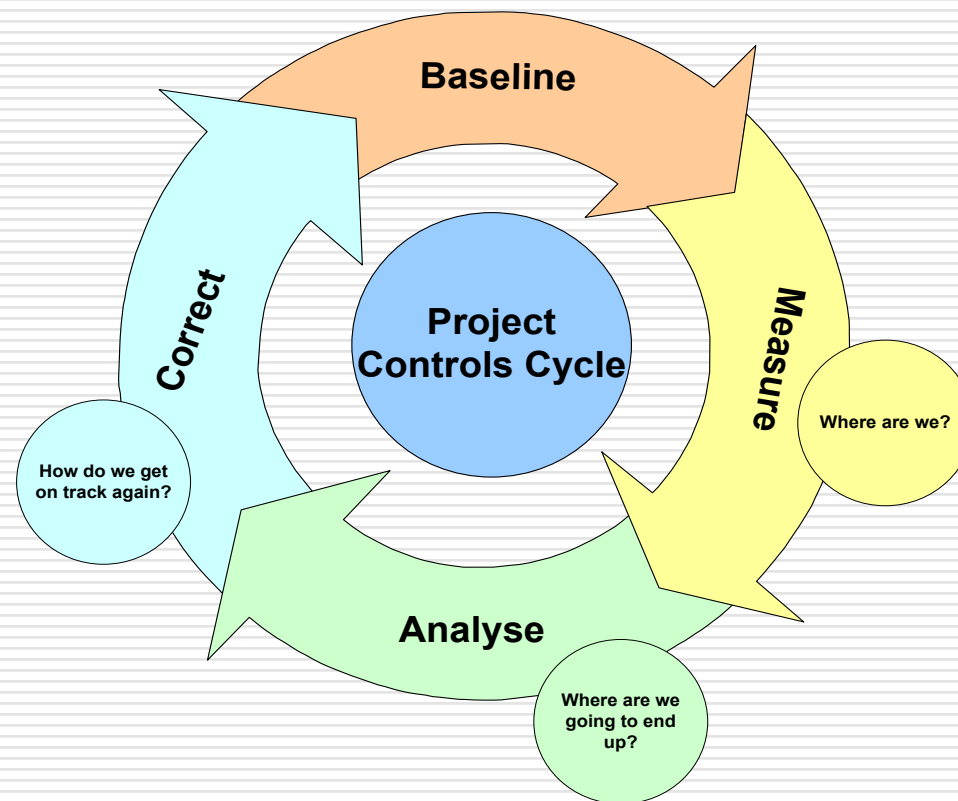 Baseline
Project
Controls Cycle
Measure
Where are we?
Analyse
Where are we
going to end
up?
Correct
How do we get
on track again?